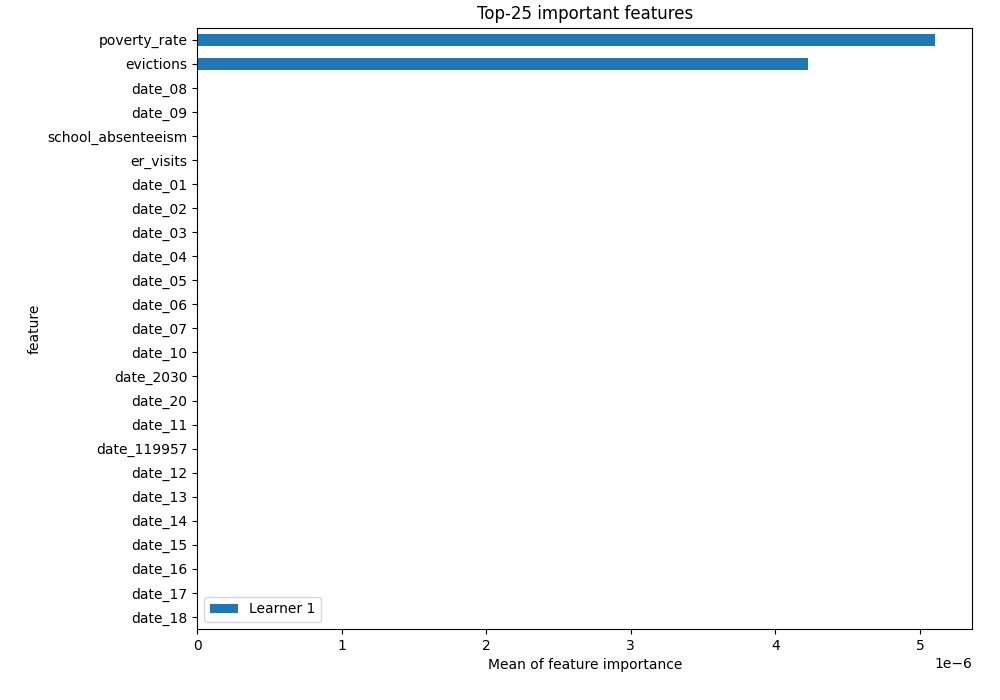 Top-25 important features
poverty_rate
evictions
date_08
date_09
school_absenteeism
er_visits
date_01
date_02
date_03
date_04
date_05
date_06
date_07
date_10
date_2030
date_20
date_11
date_119957
date_12
date_13
date_14
date_15
date_16
date_17
date_18
feature
Learner 1
0 1 2 3 4 5
1e−6
Mean of feature importance